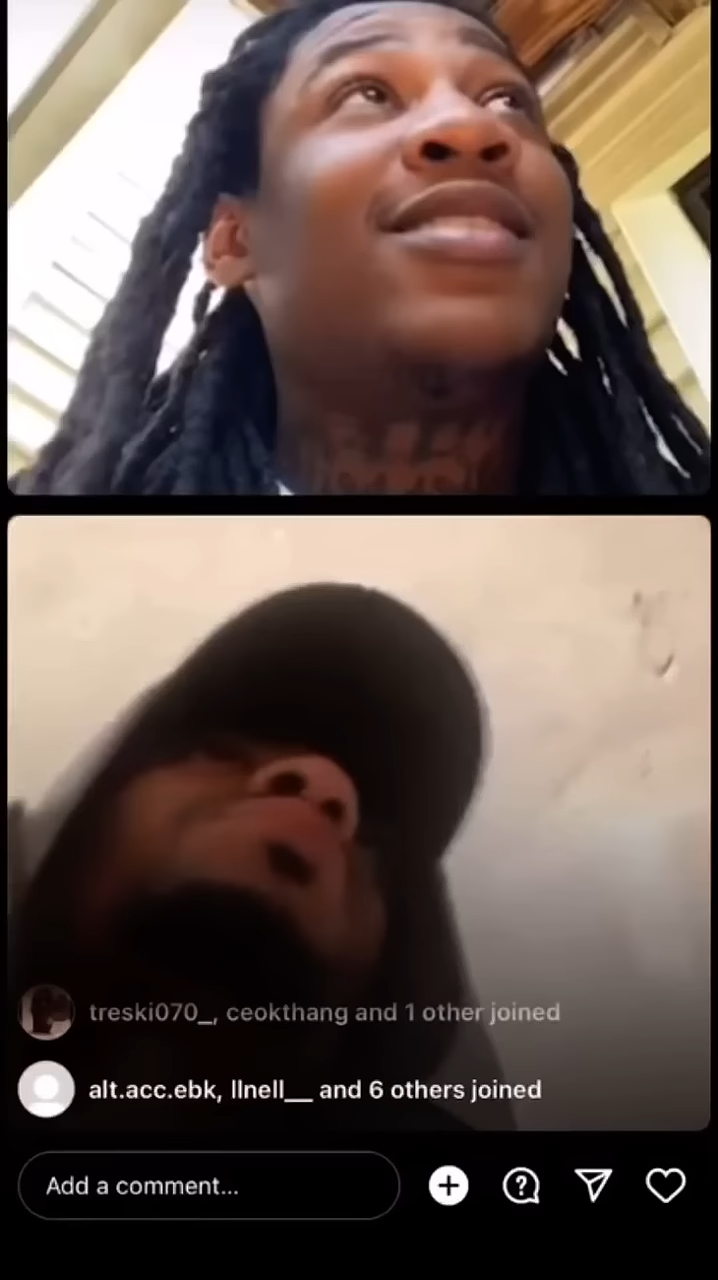 treski070_, ceokthang and 1 other joined
alt.acc.ebk, llnell__ and 6 others joined
Add a comment...